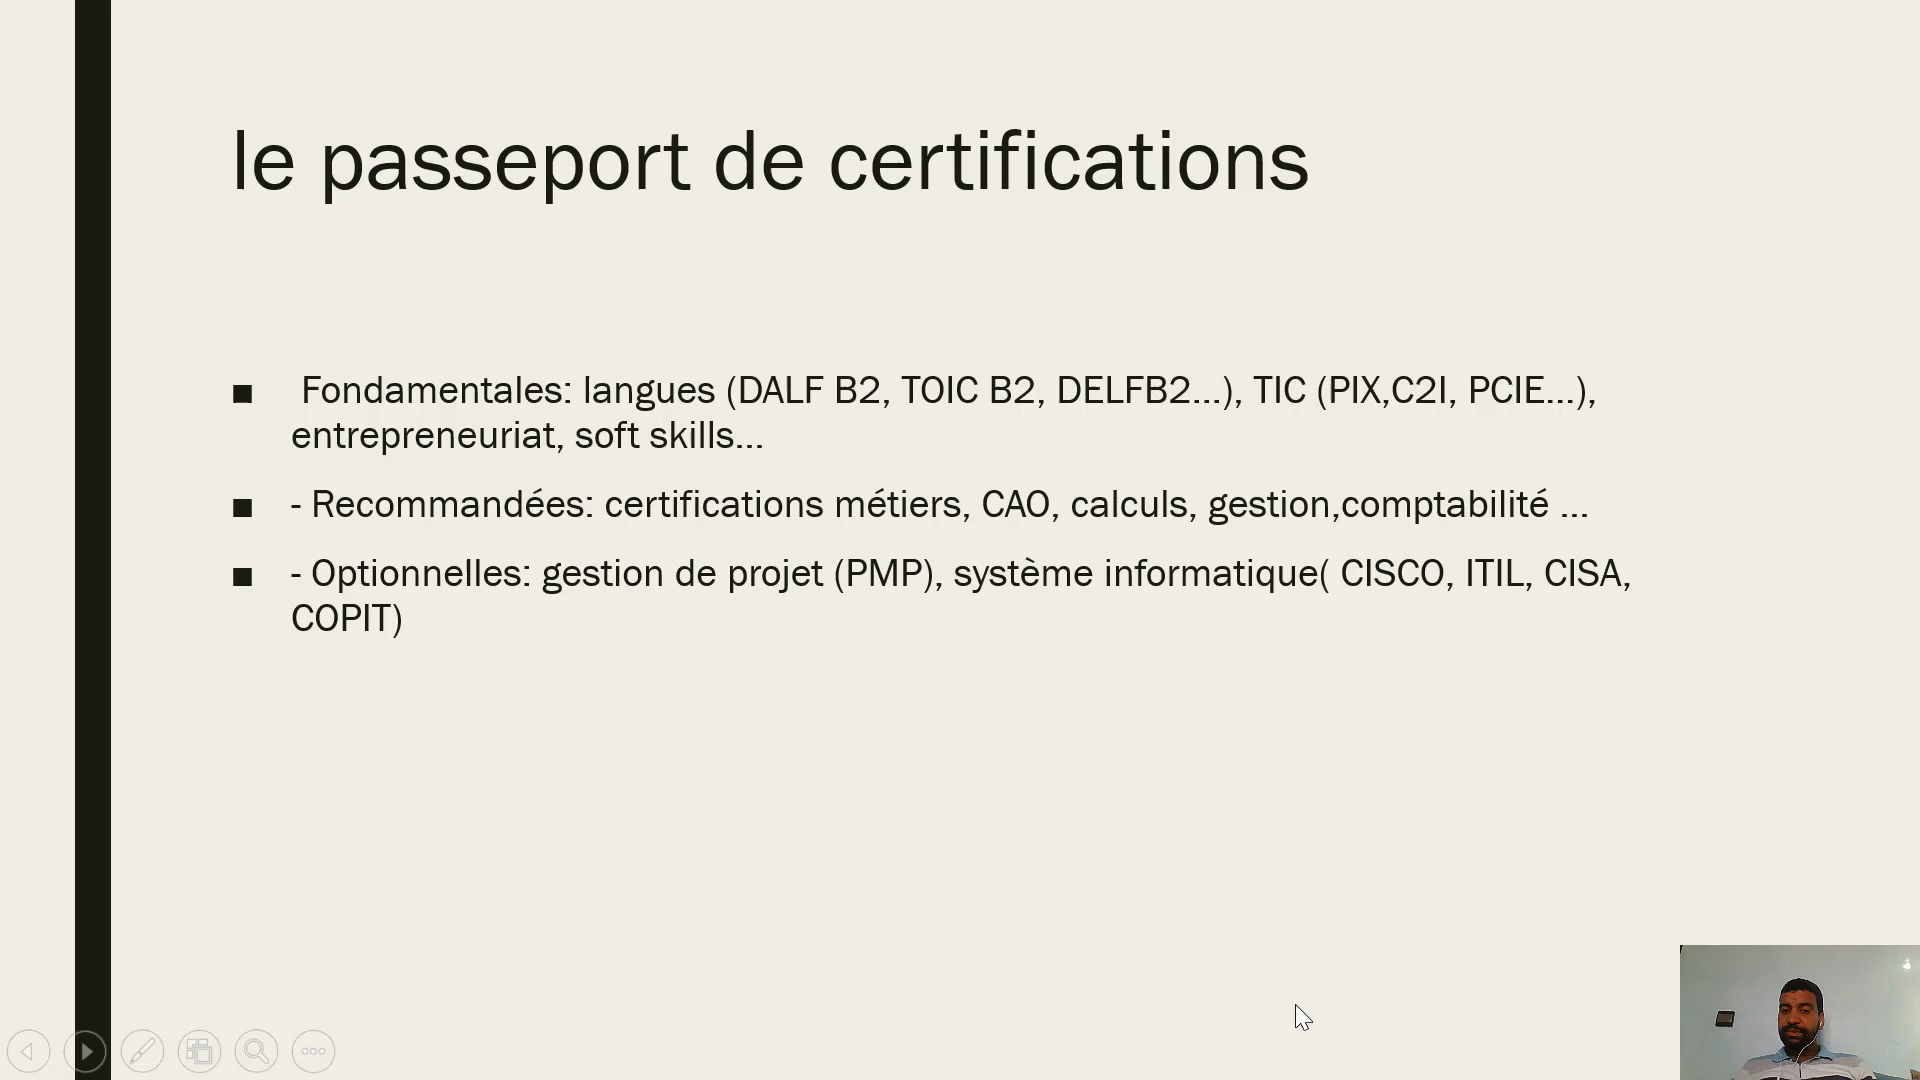 le passeport de certifications
■ Fondamentales: langues (DALF B2, TOIC B2, DELFB2...), TIC (PIX,C2I, PCIE...),
entrepreneuriat, soft skills...
■ - Recommandées: certifications métiers, CAO, calculs, gestion,comptabilité ...
■ - Optionnelles: gestion de projet (PMP), système informatique( CISCO, ITIL, CISA,
COPIT)